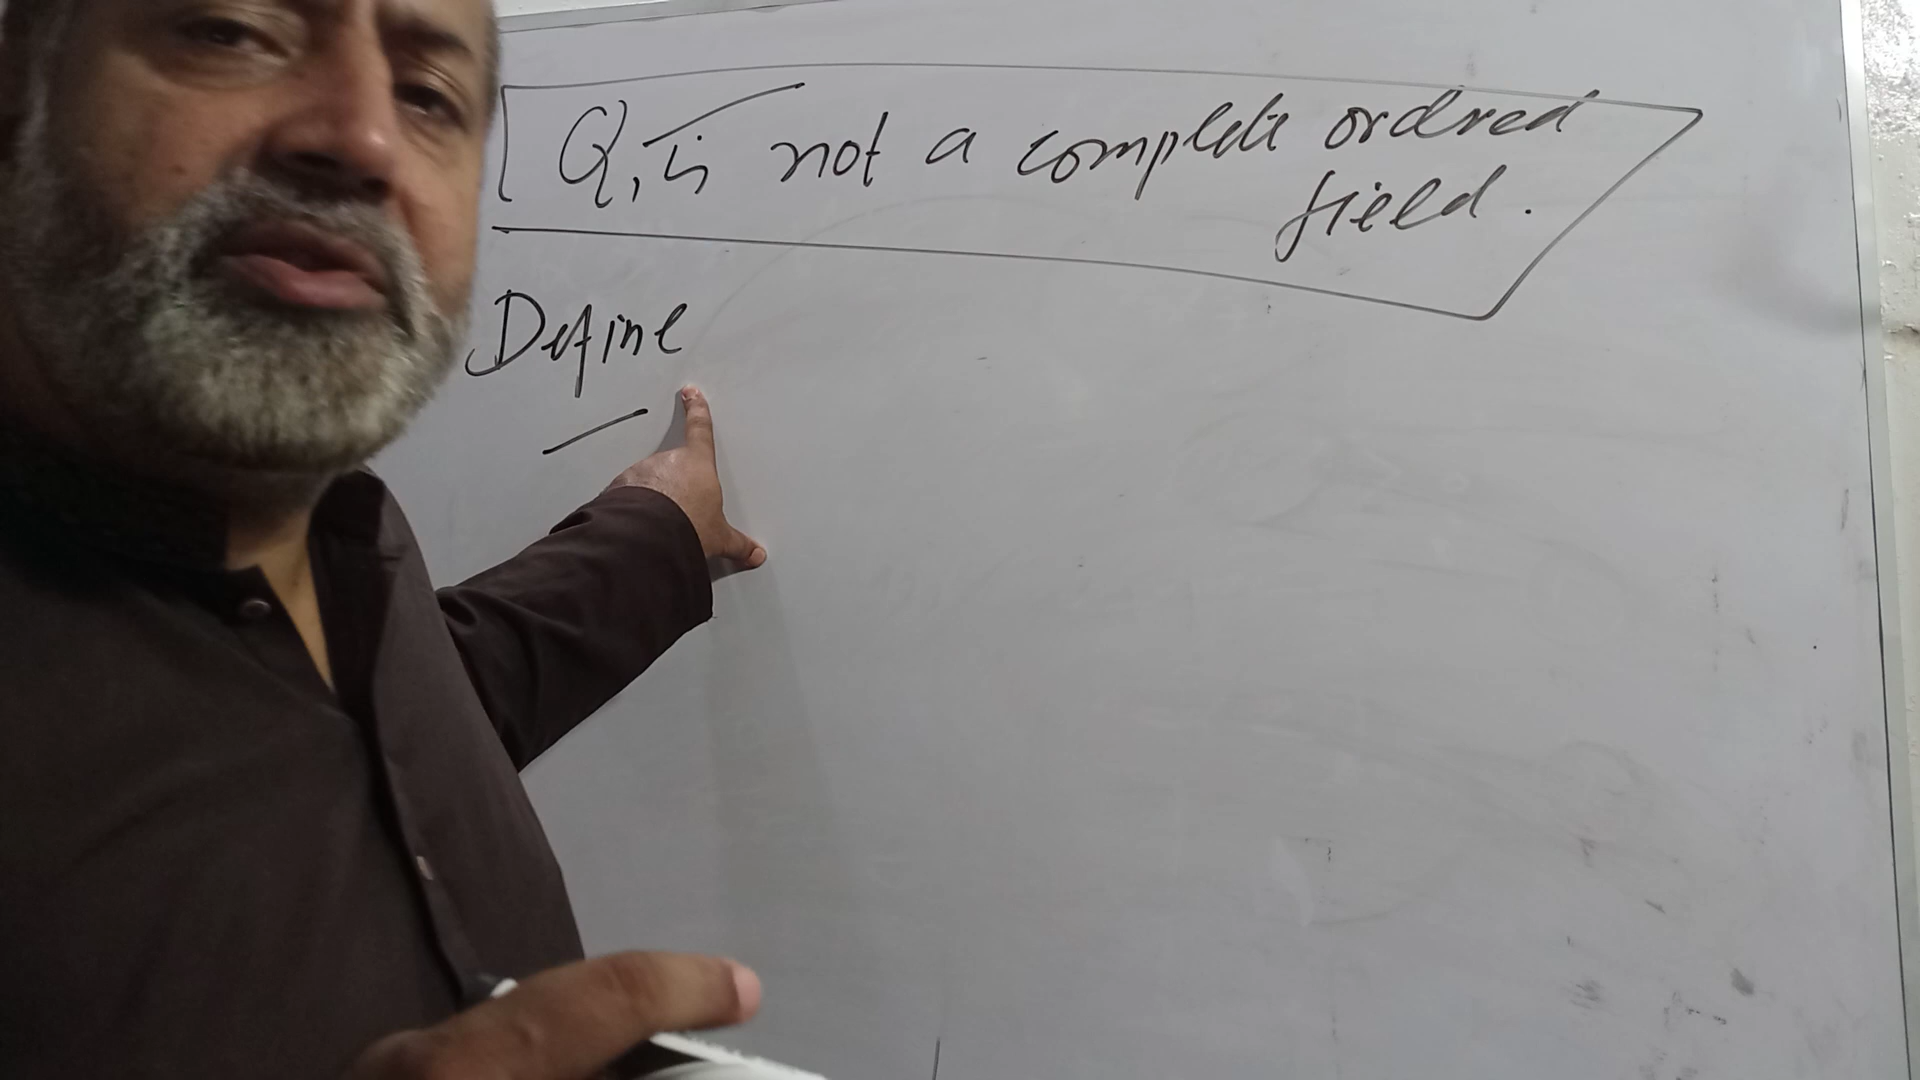 Q, is not a complete ordred
field.
Define